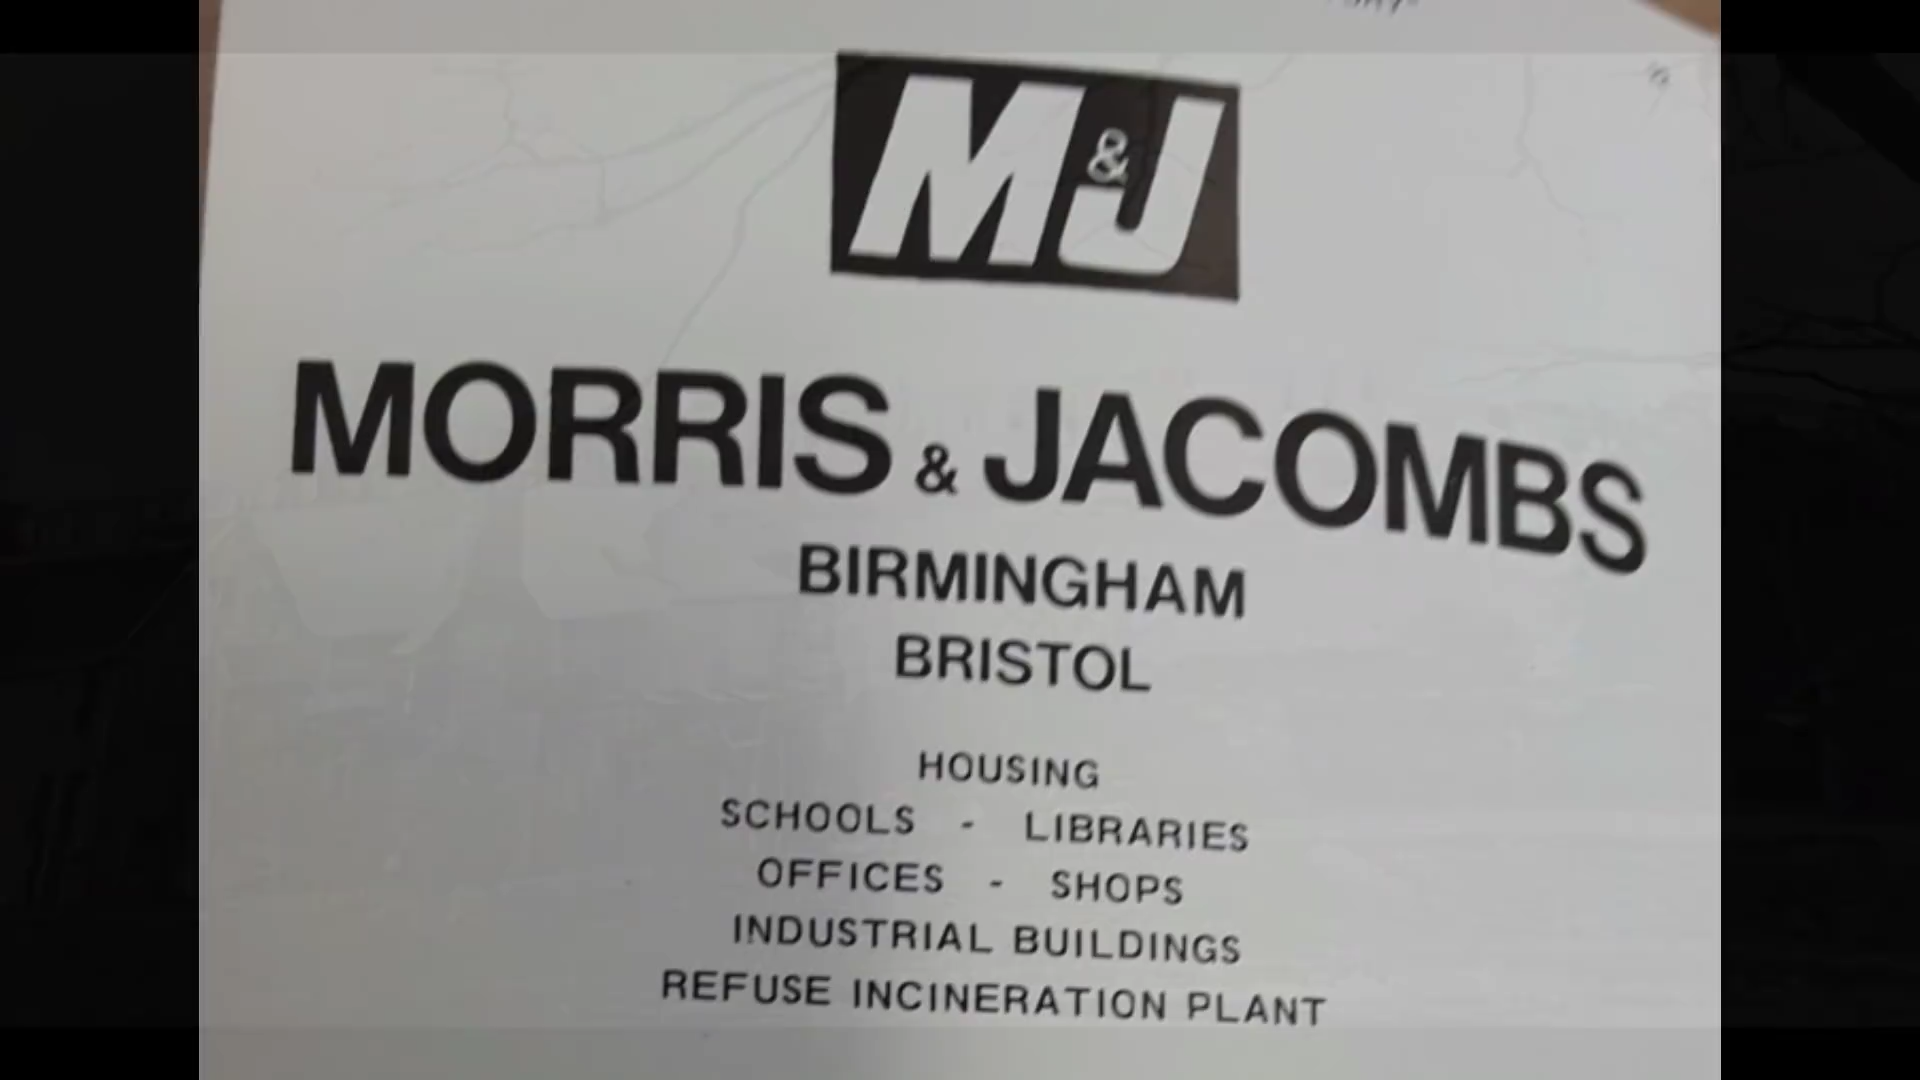 M&J
MORRIS & JACOMBS
BIRMINGHAM
BRISTOL
HOUSING
SCHOOLS - LIBRARIES
OFFICES - SHOPS
INDUSTRIAL BUILDINGS
REFUSE INCINERATION PLANT